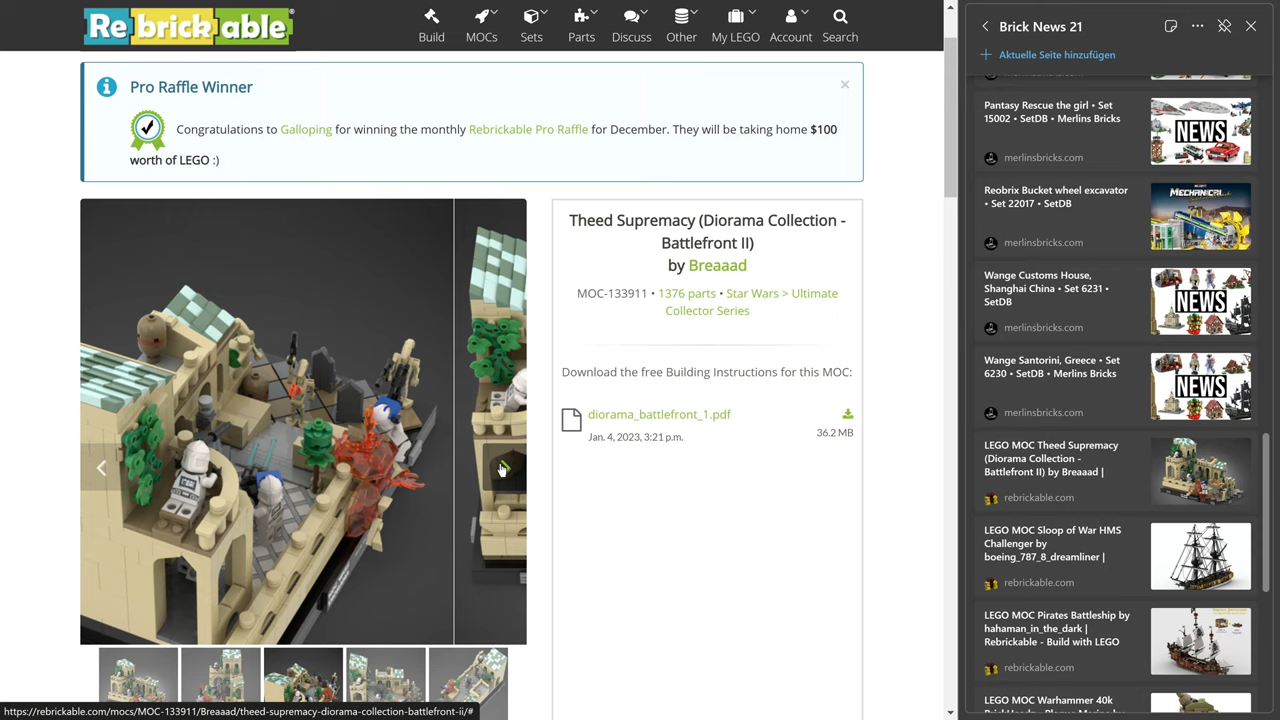 Rebrickable®
Build
MOCs
Sets
Parts
Discuss
Other
My LEGO
Account
Search
Pro Raffle Winner
×
Congratulations to Galloping for winning the monthly Rebrickable Pro Raffle for December. They will be taking home $100
worth of LEGO :)
Theed Supremacy (Diorama Collection -
Battlefront II)
by Breaaad
MOC-133911 • 1376 parts • Star Wars > Ultimate
Collector Series
Download the free Building Instructions for this MOC:
diorama_battlefront_1.pdf
Jan. 4, 2023, 3:21 p.m.
36.2 MB
https://rebrickable.com/mocs/MOC-133911/Breaaad/theed-supremacy-diorama-collection-battlefront-ii/#
Brick News 21
Aktuelle Seite hinzufügen
Pantasy Rescue the girl • Set
15002 • SetDB • Merlins Bricks
merlinsbricks.com
NEWS
Reobrix Bucket wheel excavator
• Set 22017 • SetDB
merlinsbricks.com
MECHANICAL
Wange Customs House,
Shanghai China • Set 6231 •
SetDB
merlinsbricks.com
NEWS
Wange Santorini, Greece • Set
6230 • SetDB • Merlins Bricks
merlinsbricks.com
NEWS
LEGO MOC Theed Supremacy
(Diorama Collection -
Battlefront II) by Breaaad |
rebrickable.com
LEGO MOC Sloop of War HMS
Challenger by
boeing_787_8_dreamliner |
rebrickable.com
LEGO MOC Pirates Battleship by
hahaman_in_the_dark |
Rebrickable - Build with LEGO
rebrickable.com
LEGO MOC Warhammer 40k